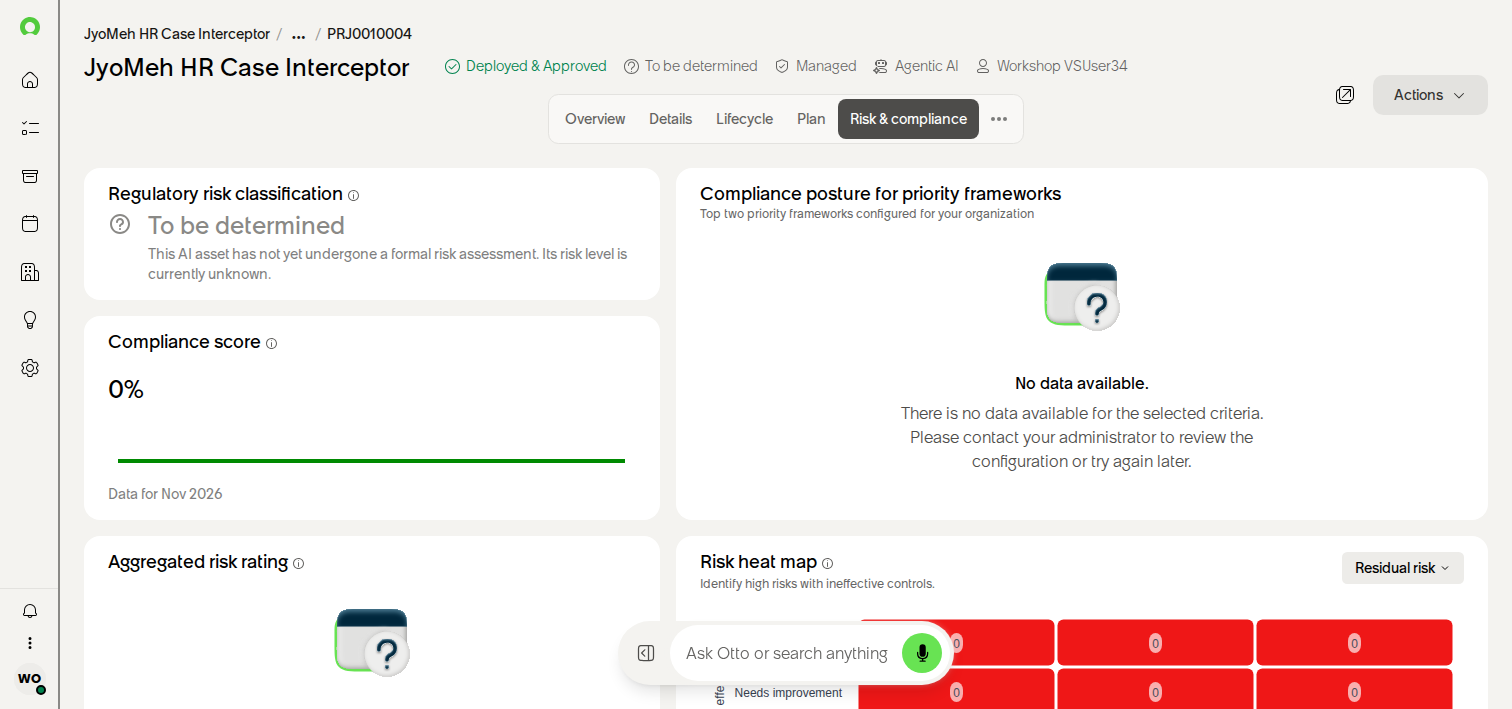 JyoMeh HR Case Interceptor / ... / PRJ0010004
JyoMeh HR Case Interceptor
Deployed & Approved
To be determined
Managed
Agentic AI
Workshop VSUser34
Actions
Overview
Details
Lifecycle
Plan
Risk & compliance
Regulatory risk classification
To be determined
This AI asset has not yet undergone a formal risk assessment. Its risk level is
currently unknown.
Compliance posture for priority frameworks
Top two priority frameworks configured for your organization
?
No data available.
There is no data available for the selected criteria.
Please contact your administrator to review the
configuration or try again later.
Compliance score
0%
Data for Nov 2026
Aggregated risk rating
?
Risk heat map
Identify high risks with ineffective controls.
Residual risk
0
0
0
Ask Otto or search anything
effe
Needs improvement
0
0
0
WO